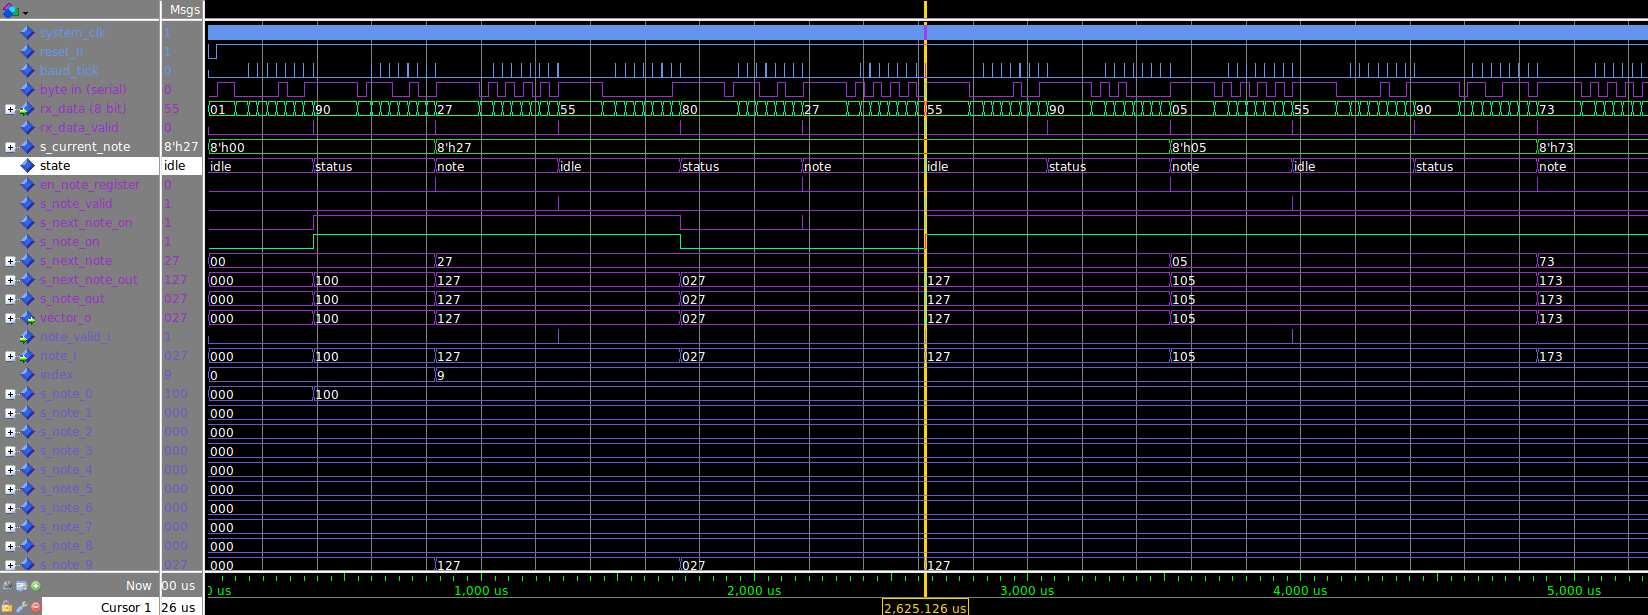 Msgs
system_clk 1
reset_n 1
baud_tick 0
byte in (serial) 0
rx_data (8 bit) 55 01 90 27 55 80 27 55 90 05 55 90 73
rx_data_valid 0
s_current_note 8'h27 8'h00 8'h27 8'h05 8'h73
state idle idle status note idle status note idle status note idle status note
en_note_register 0
s_note_valid 1
s_next_note_on 1
s_note_on 1
s_next_note 27 00 27 05 73
s_next_note_out 127 000 100 127 027 127 105 173
s_note_out 027 000 100 127 027 127 105 173
vector_o 027 000 100 127 027 127 105 173
note_valid_i 1
note_i 027 000 100 127 027 127 105 173
index 9 0 9
s_note_0 100 000 100
s_note_1 000 000
s_note_2 000 000
s_note_3 000 000
s_note_4 000 000
s_note_5 000 000
s_note_6 000 000
s_note_7 000 000
s_note_8 000 000
s_note_9 027 000 127 027 127
Now 00 us 0 us 1,000 us 2,000 us 3,000 us 4,000 us 5,000 us
Cursor 1 26 us 2,625.126 us